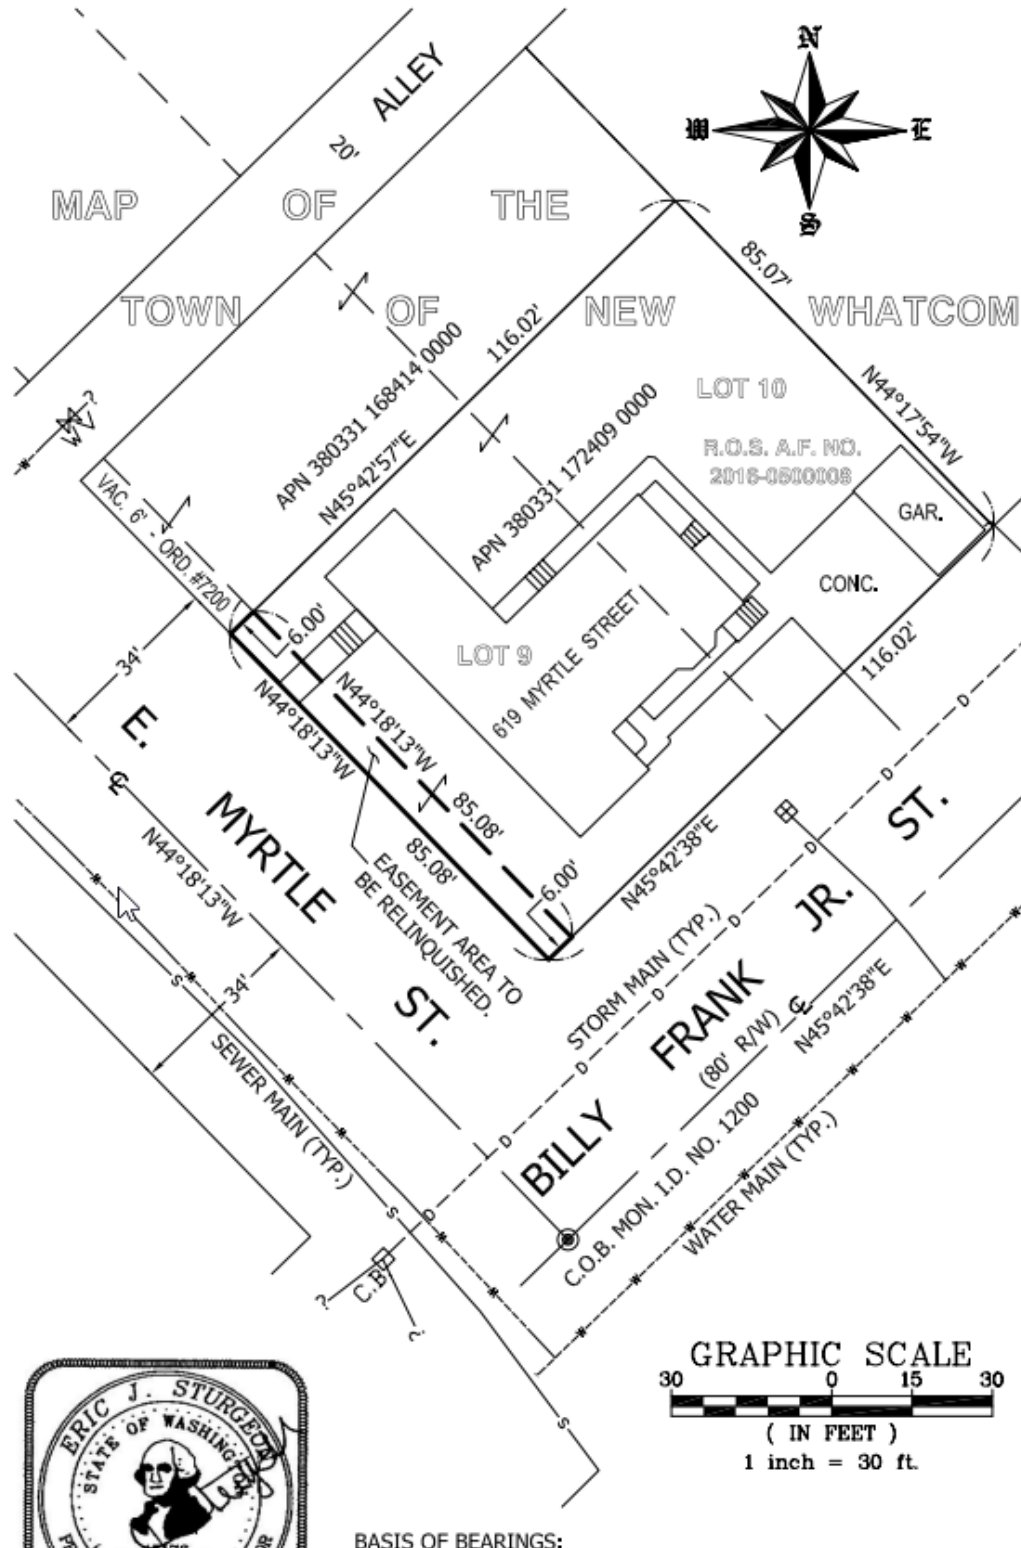 N
W E
S
ALLEY
20'
MAP OF THE
TOWN OF NEW WHATCOM
85.07'
116.02'
N44°17'54"W
LOT 10
APN 380331 168414 0000
N45°42'57"E
APN 380331 172409 0000
R.O.S. A.F. NO.
GAR.
CONC.
WV
?
VAC. 6' - ORD. #7200
6.00'
LOT 9
619 MYRTLE STREET
116.02'
34'
N44°18'13"W
N44°18'13"W
85.08'
85.08'
6.00'
EASEMENT AREA TO
BE RELINQUISHED.
N45°42'38"E
E. MYRTLE ST.
N44°18'13"W
34'
SEWER MAIN (TYP.)
STORM MAIN (TYP.)
BILLY FRANK JR. ST.
(80' R/W)
N45°42'38"E
C.O.B. MON. I.D. NO. 1200
WATER MAIN (TYP.)
C.B
?
?
GRAPHIC SCALE
30 0 15 30
( IN FEET )
1 inch = 30 ft.
ERIC J. STURGEON
STATE OF WASHINGTON
BASIS OF BEARINGS: